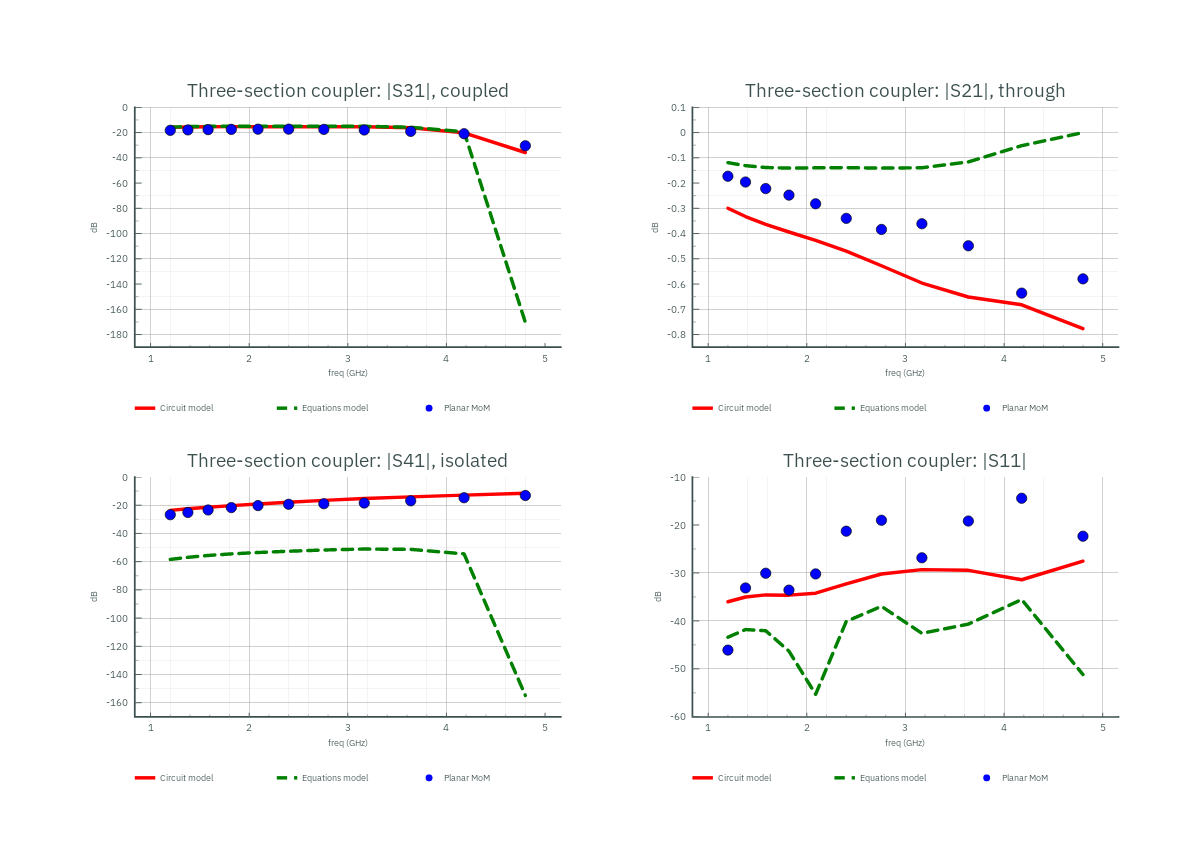 Three-section coupler: |S31|, coupled
0
-20
-40
-60
-80
-100
-120
-140
-160
-180
dB
1 2 3 4 5
freq (GHz)
Circuit model Equations model Planar MoM
Three-section coupler: |S21|, through
0.1
0
-0.1
-0.2
-0.3
-0.4
-0.5
-0.6
-0.7
-0.8
dB
1 2 3 4 5
freq (GHz)
Circuit model Equations model Planar MoM
Three-section coupler: |S41|, isolated
0
-20
-40
-60
-80
-100
-120
-140
-160
dB
1 2 3 4 5
freq (GHz)
Circuit model Equations model Planar MoM
Three-section coupler: |S11|
-10
-20
-30
-40
-50
-60
dB
1 2 3 4 5
freq (GHz)
Circuit model Equations model Planar MoM